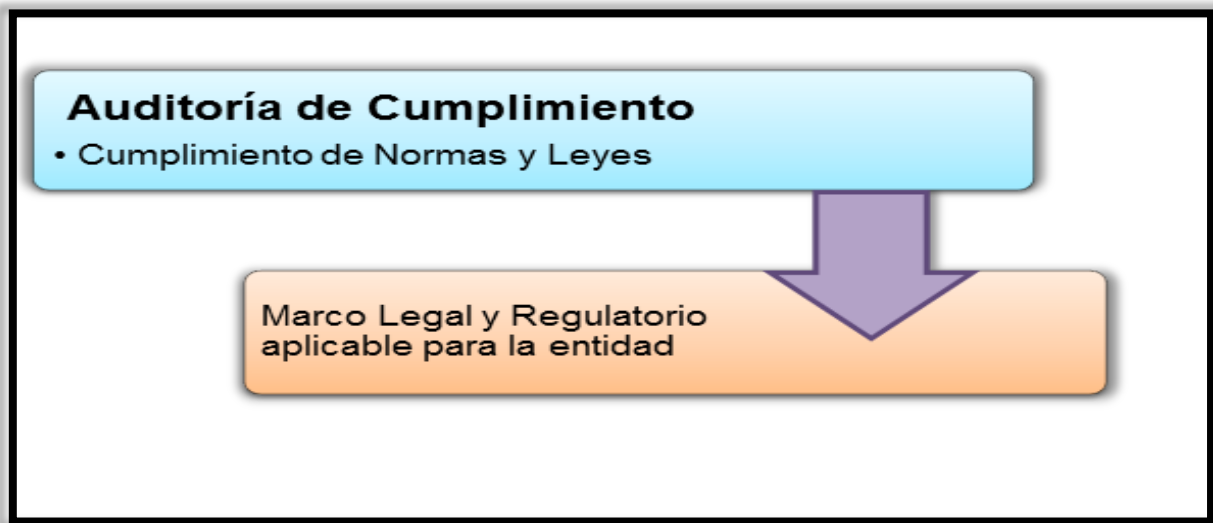 Auditoría de Cumplimiento
• Cumplimiento de Normas y Leyes
Marco Legal y Regulatorio
aplicable para la entidad